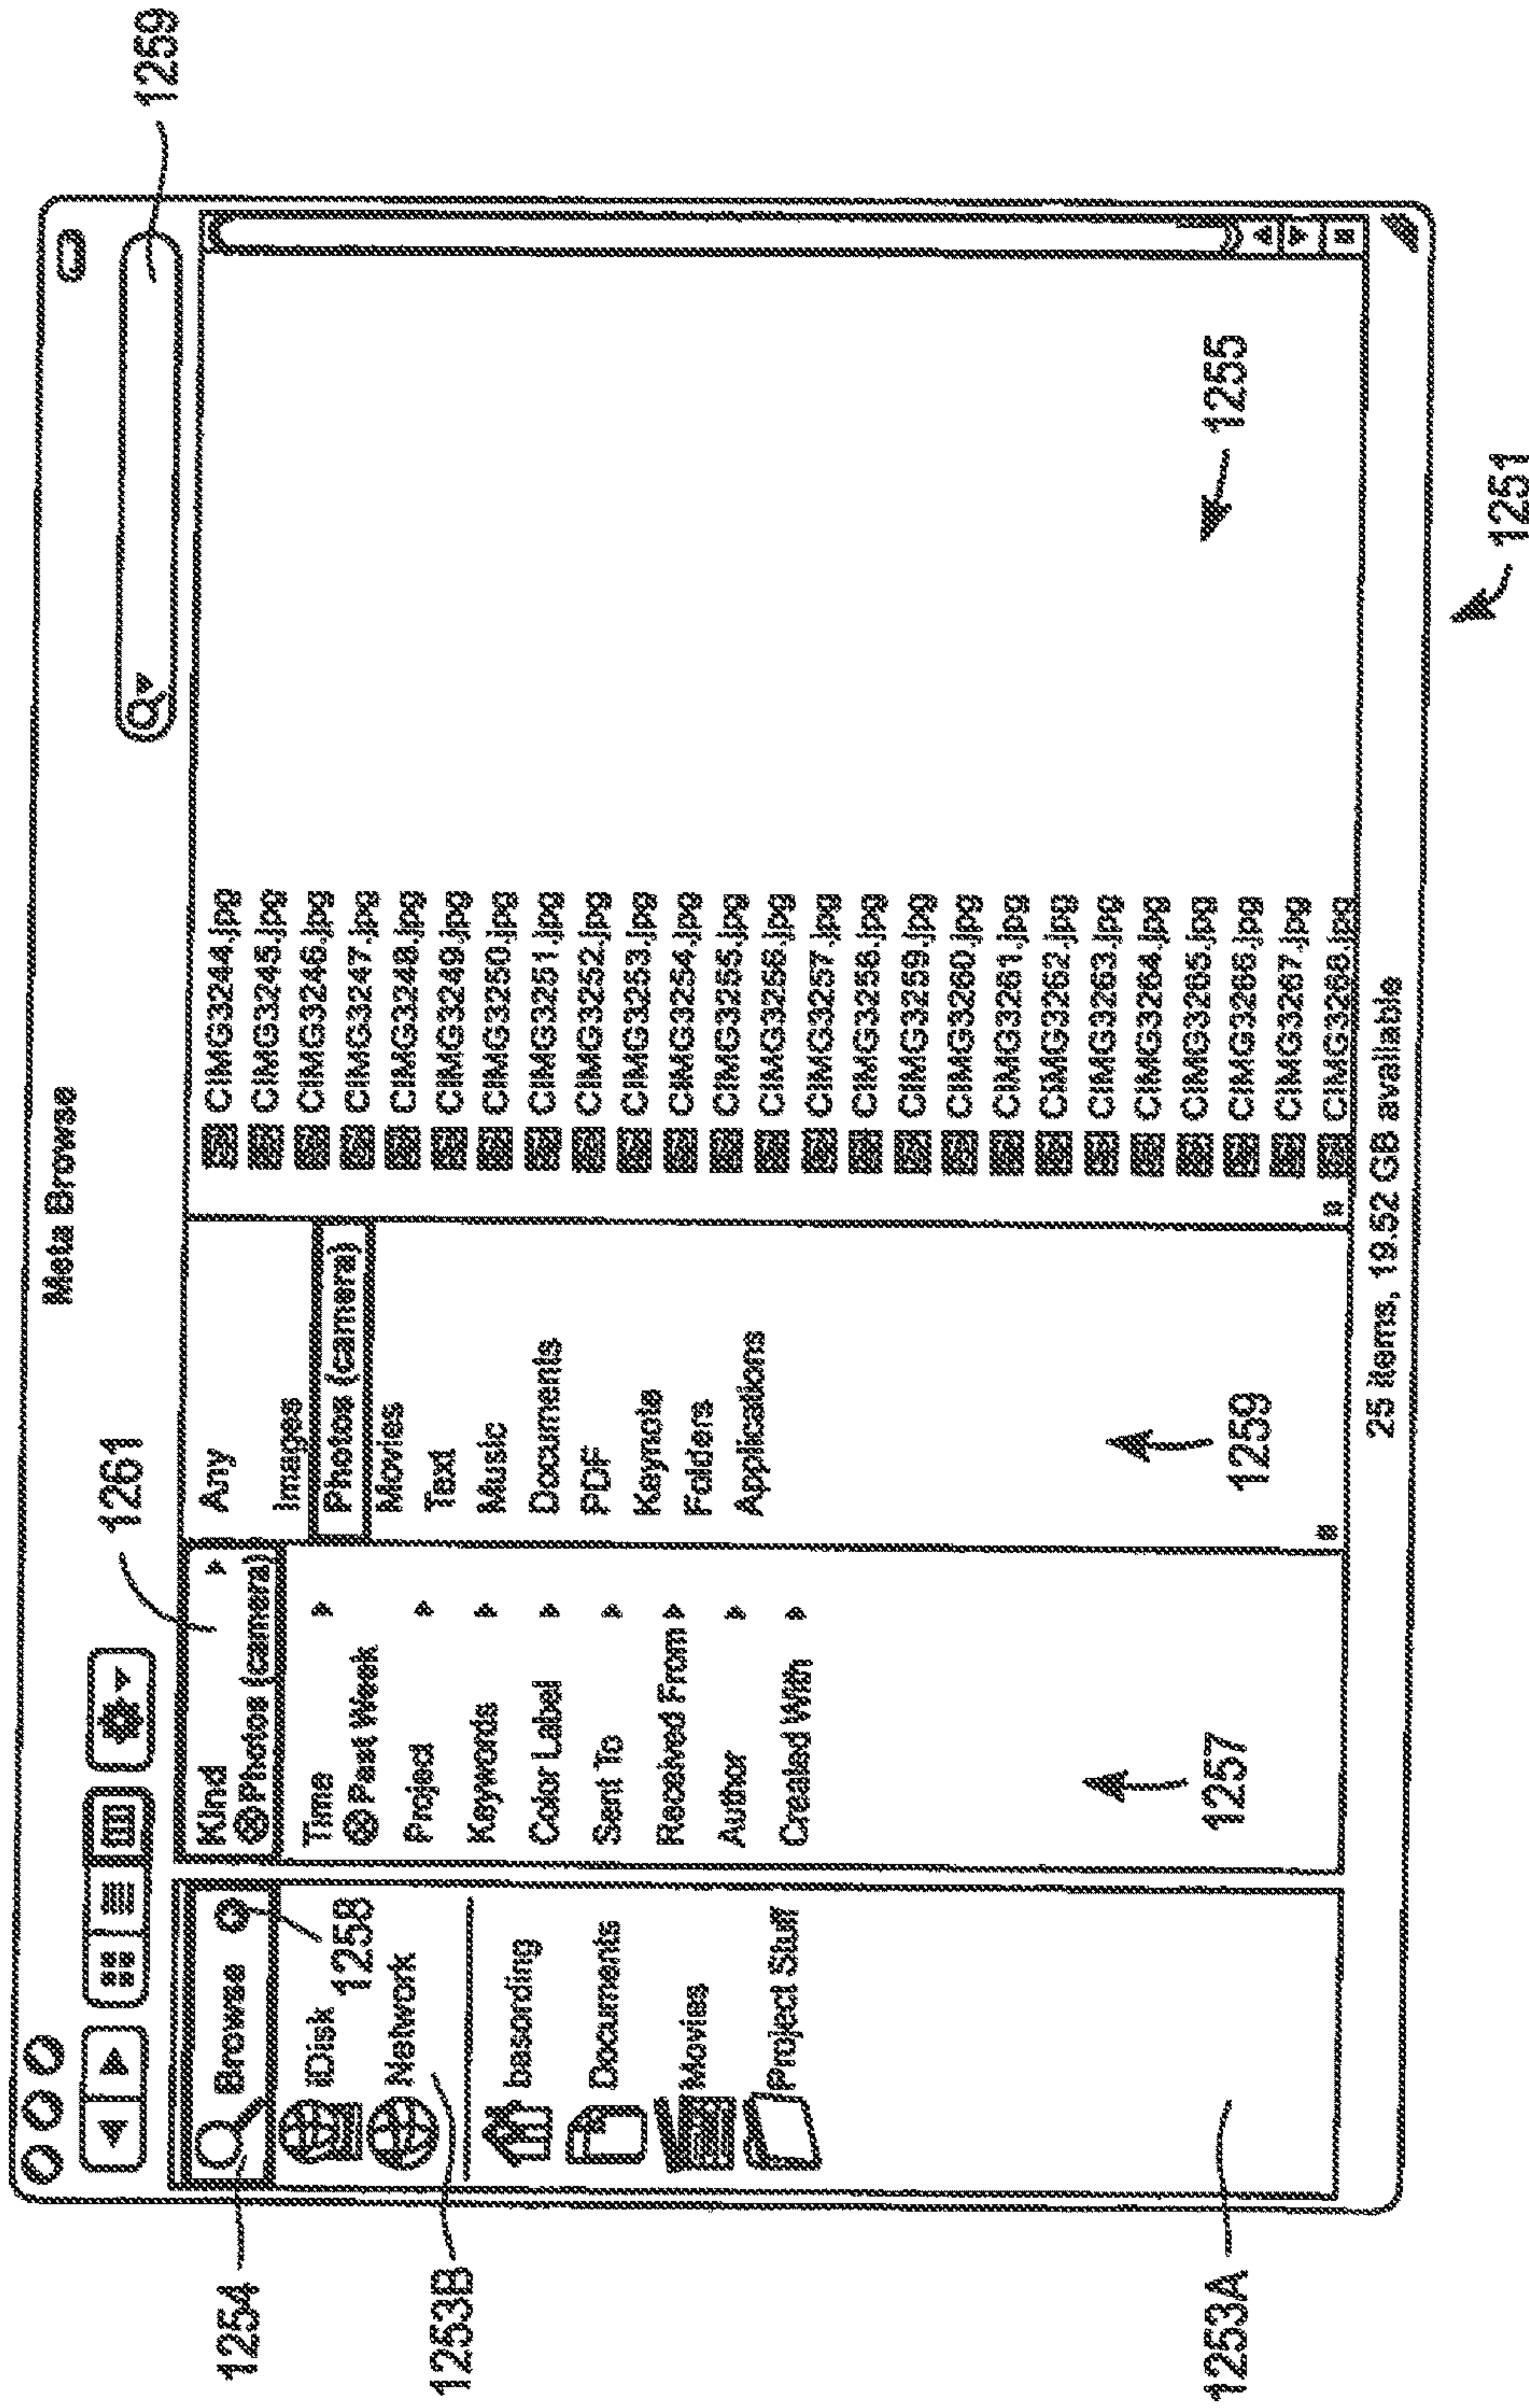 Meta Browse
1259
1261
1254
Browse
1258
iDisk
Network
1253B
basording
Documents
Movies
Project Stuff
1253A
Kind
Photos (camera)
Time
Past Week
Project
Keywords
Color Label
Sent To
Received From
Author
Created With
1257
Any
Images
Photos (camera)
Movies
Text
Music
Documents
PDF
Keynote
Folders
Applications
1259
CIMG3244.jpg
CIMG3245.jpg
CIMG3246.jpg
CIMG3247.jpg
CIMG3248.jpg
CIMG3249.jpg
CIMG3250.jpg
CIMG3251.jpg
CIMG3252.jpg
CIMG3253.jpg
CIMG3254.jpg
CIMG3255.jpg
CIMG3256.jpg
CIMG3257.jpg
CIMG3258.jpg
CIMG3259.jpg
CIMG3260.jpg
CIMG3261.jpg
CIMG3262.jpg
CIMG3263.jpg
CIMG3264.jpg
CIMG3265.jpg
CIMG3266.jpg
CIMG3267.jpg
CIMG3268.jpg
1255
25 items, 19.52 GB available
1251